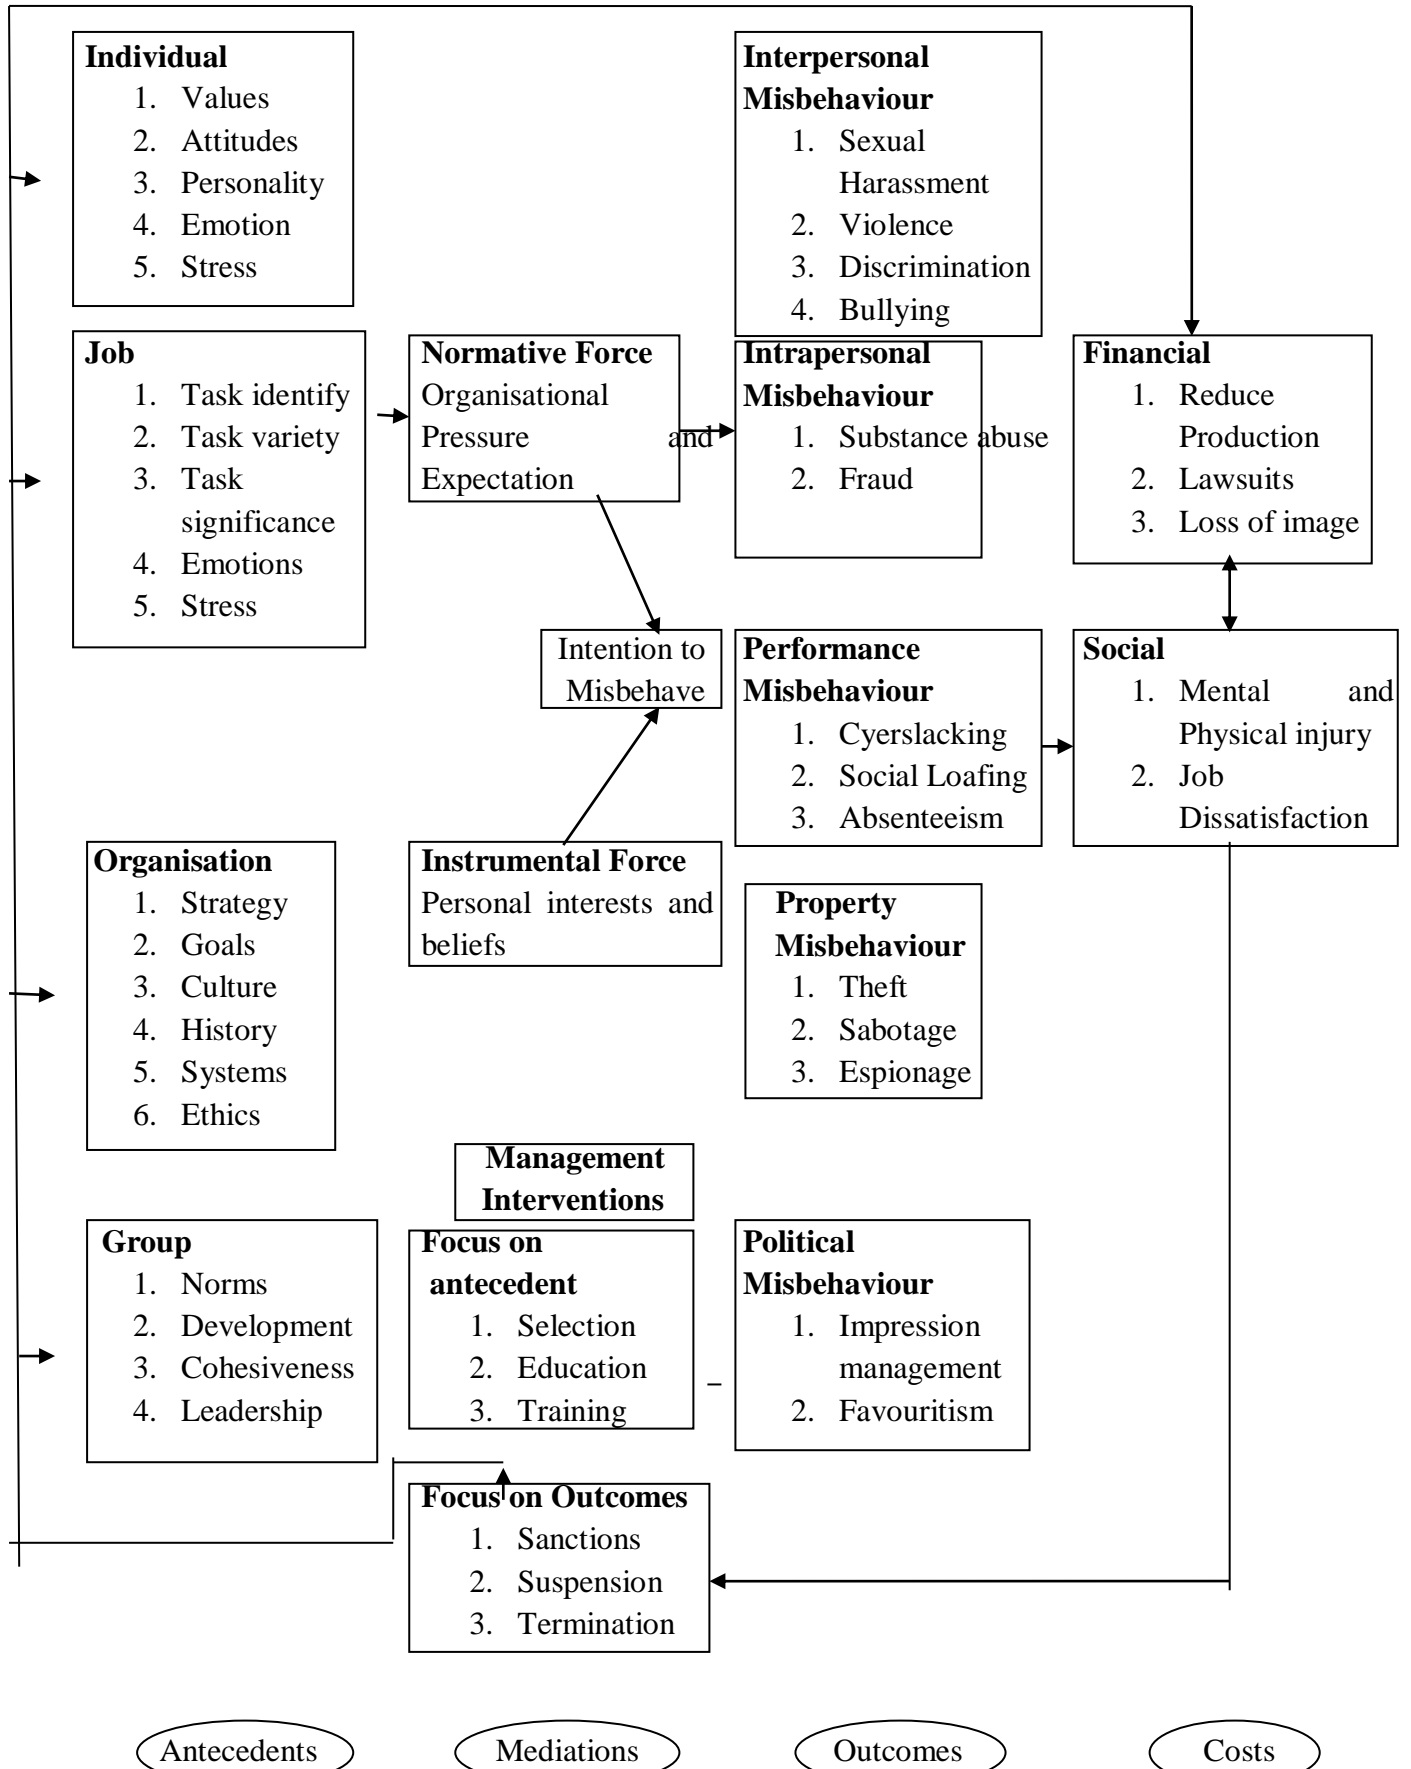 Individual
1. Values
2. Attitudes
3. Personality
4. Emotion
5. Stress
Job
1. Task identify
2. Task variety
3. Task
significance
4. Emotions
5. Stress
Organisation
1. Strategy
2. Goals
3. Culture
4. History
5. Systems
6. Ethics
Group
1. Norms
2. Development
3. Cohesiveness
4. Leadership
Normative Force
Organisational
Pressure and
Expectation
Intention to
Misbehave
Instrumental Force
Personal interests and
beliefs
Management
Interventions
Focus on
antecedent
1. Selection
2. Education
3. Training
Focus on Outcomes
1. Sanctions
2. Suspension
3. Termination
Interpersonal
Misbehaviour
1. Sexual
Harassment
2. Violence
3. Discrimination
4. Bullying
Intrapersonal
Misbehaviour
1. Substance abuse
2. Fraud
Performance
Misbehaviour
1. Cyerslacking
2. Social Loafing
3. Absenteeism
Property
Misbehaviour
1. Theft
2. Sabotage
3. Espionage
Political
Misbehaviour
1. Impression
management
2. Favouritism
Financial
1. Reduce
Production
2. Lawsuits
3. Loss of image
Social
1. Mental and
Physical injury
2. Job
Dissatisfaction
Antecedents
Mediations
Outcomes
Costs